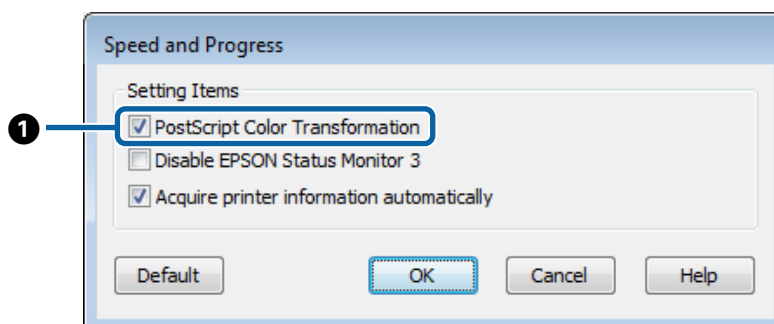 Speed and Progress
Setting Items
1
PostScript Color Transformation
Disable EPSON Status Monitor 3
Acquire printer information automatically
Default OK Cancel Help